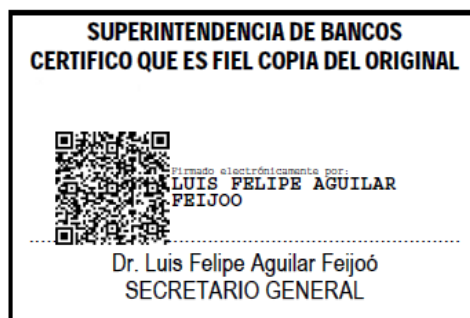 SUPERINTENDENCIA DE BANCOS
CERTIFICO QUE ES FIEL COPIA DEL ORIGINAL
Firmado electrónicamente por:
LUIS FELIPE AGUILAR
FEIJOO
Dr. Luis Felipe Aguilar Feijoó
SECRETARIO GENERAL